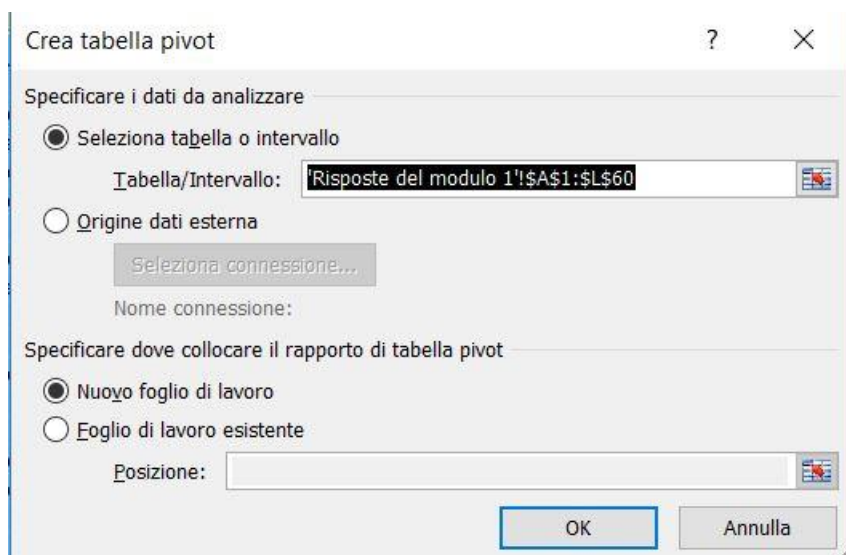 Crea tabella pivot ?
Specificare i dati da analizzare
Seleziona tabella o intervallo
Tabella/Intervallo: 'Risposte del modulo 1'!$A$1:$L$60
Origine dati esterna
Seleziona connessione...
Nome connessione:
Specificare dove collocare il rapporto di tabella pivot
Nuovo foglio di lavoro
Foglio di lavoro esistente
Posizione:
OK Annulla